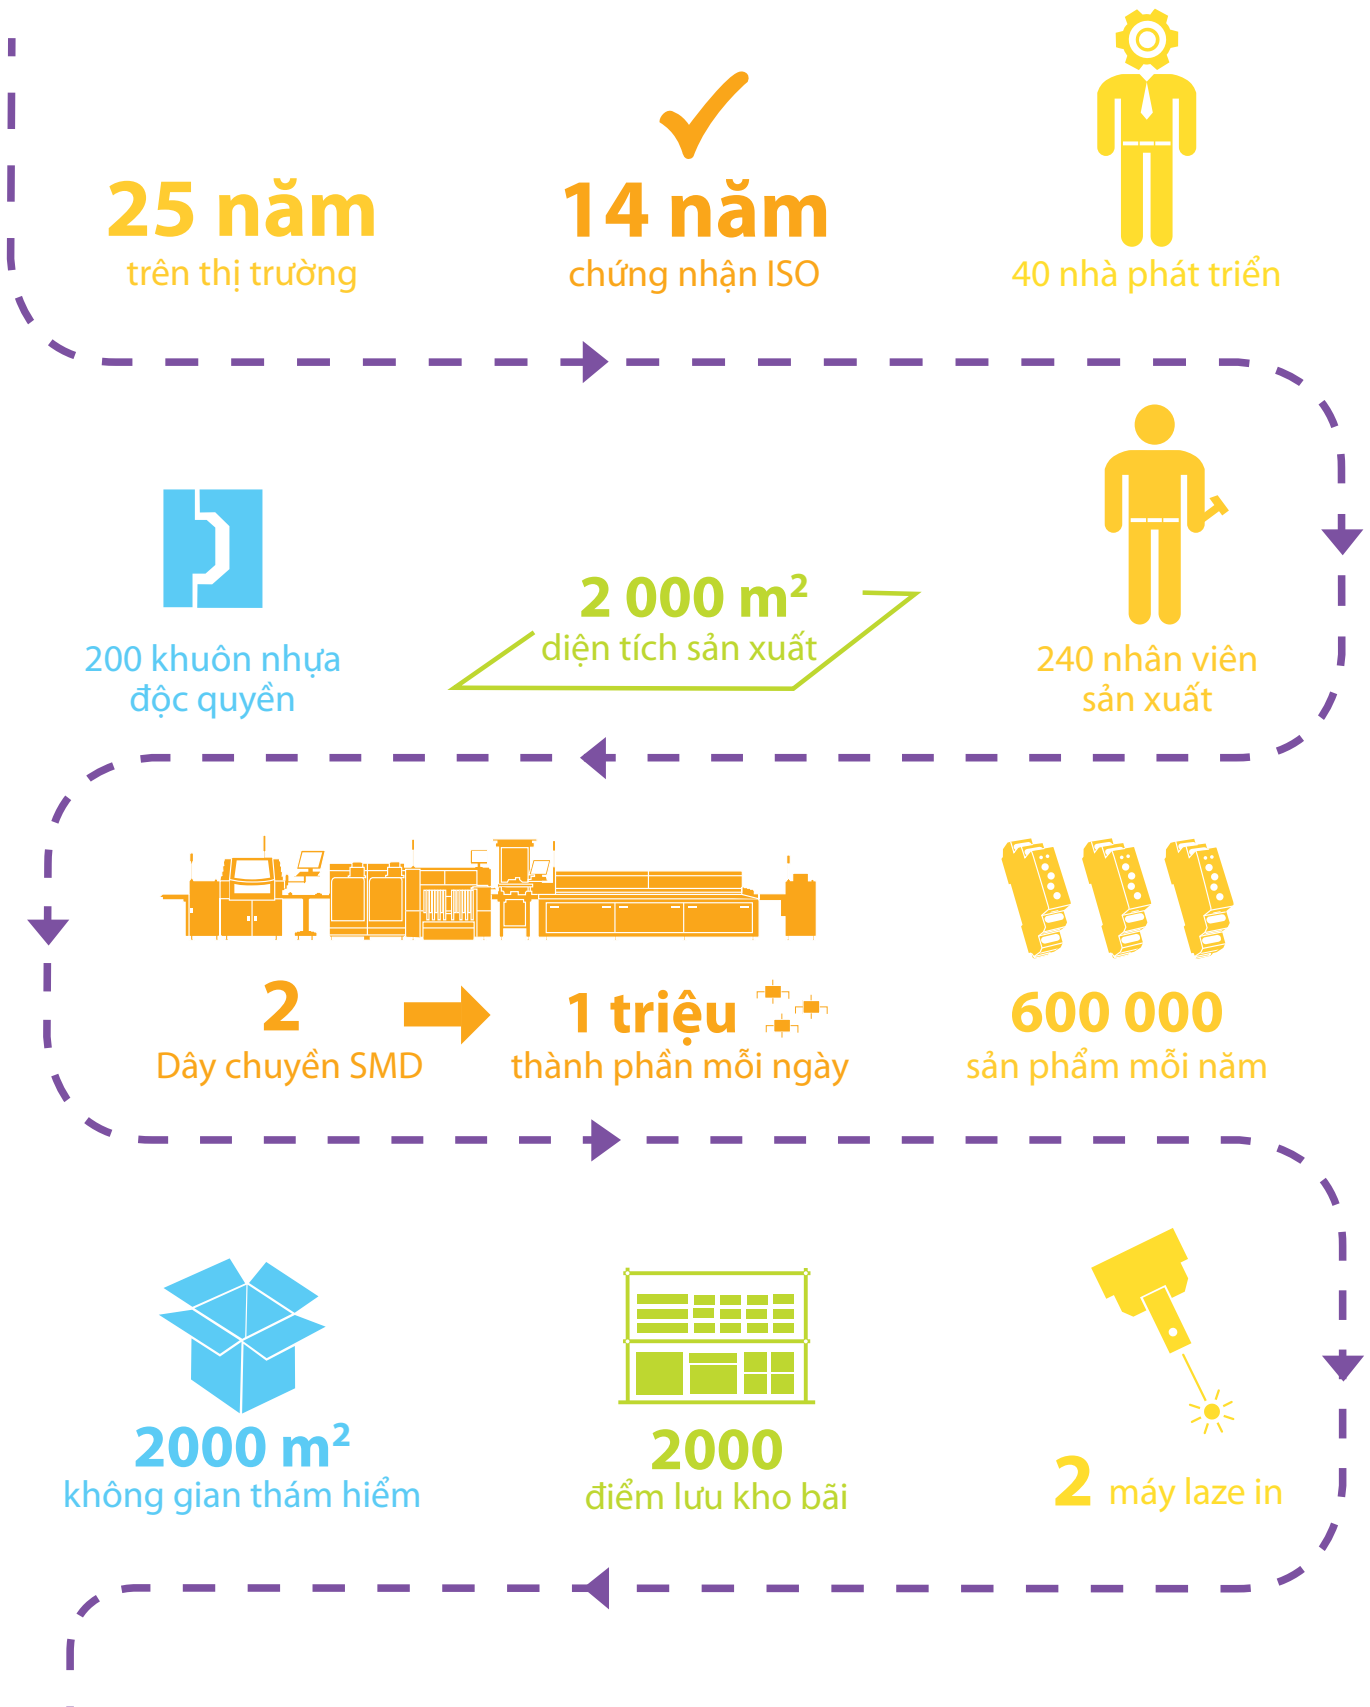 25 năm
trên thị trường
14 năm
chứng nhận ISO
40 nhà phát triển
200 khuôn nhựa
độc quyền
2 000 m²
diện tích sản xuất
240 nhân viên
sản xuất
2
Dây chuyền SMD
1 triệu
thành phần mỗi ngày
600 000
sản phẩm mỗi năm
2000 m²
không gian thám hiểm
2000
điểm lưu kho bãi
2 máy laze in